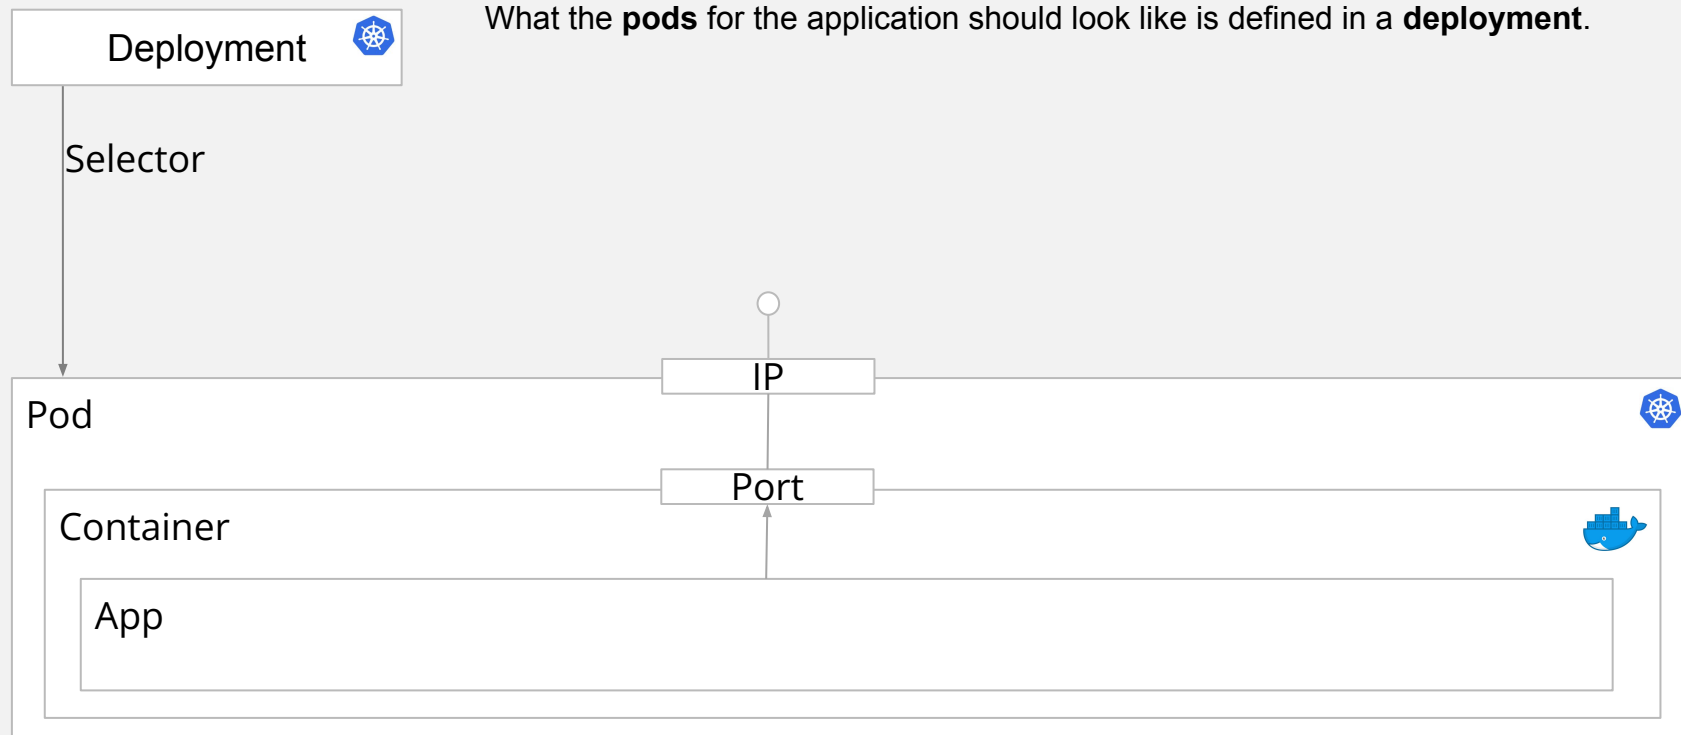 Deployment
What the pods for the application should look like is defined in a deployment.
Selector
IP
Pod
Port
Container
App